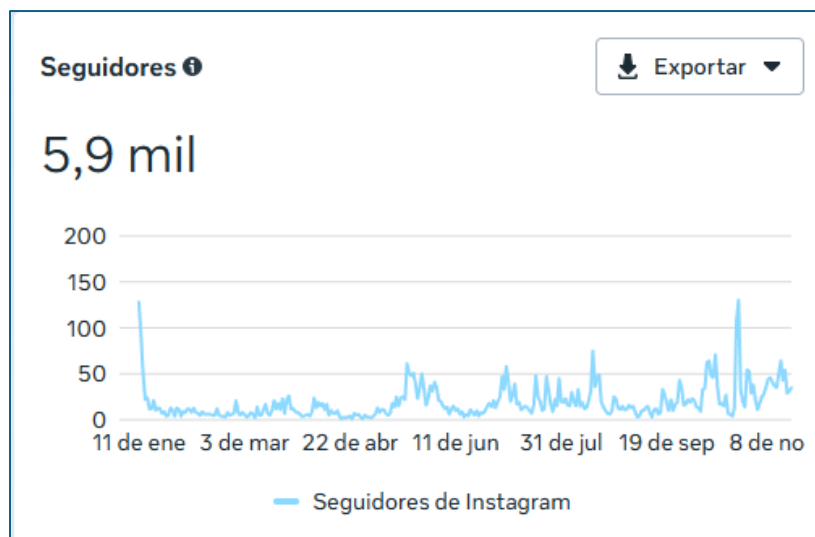 Seguidores
Exportar
5,9 mil
200
150
100
50
0
11 de ene 3 de mar 22 de abr 11 de jun 31 de jul 19 de sep 8 de no
Seguidores de Instagram